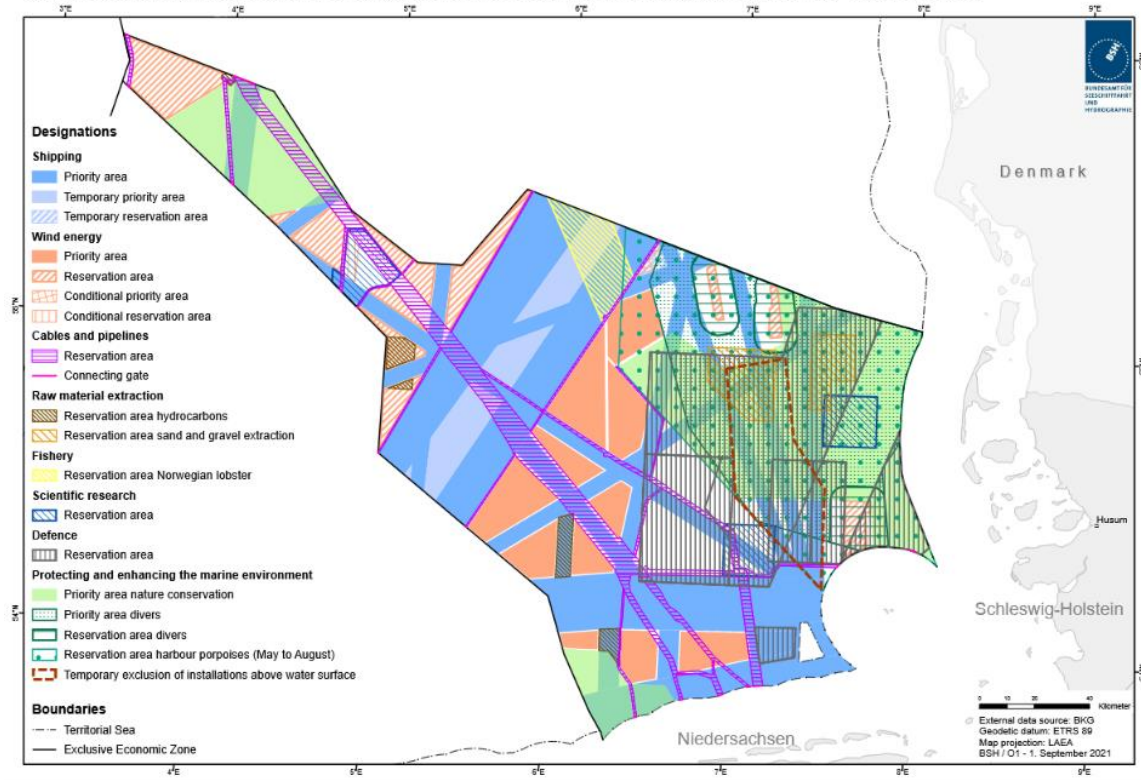 3°E 4°E 5°E 6°E 7°E 8°E 9°E
BSH
BUNDESAMT FÜR
SEESCHIFFFAHRT
UND
HYDROGRAPHIE
Designations
Shipping
Priority area
Temporary priority area
Temporary reservation area
Wind energy
Priority area
Reservation area
Conditional priority area
Conditional reservation area
Cables and pipelines
Reservation area
Connecting gate
Raw material extraction
Reservation area hydrocarbons
Reservation area sand and gravel extraction
Fishery
Reservation area Norwegian lobster
Scientific research
Reservation area
Defence
Reservation area
Protecting and enhancing the marine environment
Priority area nature conservation
Priority area divers
Reservation area divers
Reservation area harbour porpoises (May to August)
Temporary exclusion of installations above water surface
Boundaries
Territorial Sea
Exclusive Economic Zone
Denmark
Husum
Schleswig-Holstein
Niedersachsen
55°N
54°N
0 10 20 40
Kilometer
External data source: BKG
Geodetic datum: ETRS 89
Map projection: LAEA
BSH / O1 - 1. September 2021
4°E 5°E 6°E 7°E 8°E 9°E